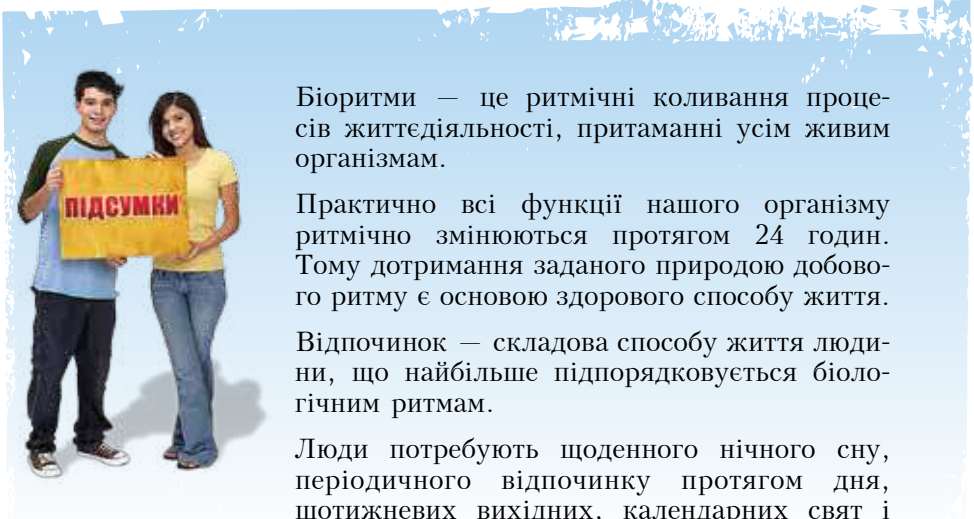 ПІДСУМКИ
Біоритми — це ритмічні коливання проце-
сів життєдіяльності, притаманні усім живим
організмам.
Практично всі функції нашого організму
ритмічно змінюються протягом 24 годин.
Тому дотримання заданого природою добово-
го ритму є основою здорового способу життя.
Відпочинок — складова способу життя люди-
ни, що найбільше підпорядковується біоло-
гічним ритмам.
Люди потребують щоденного нічного сну,
періодичного відпочинку протягом дня,
щотижневих вихідних, календарних свят і